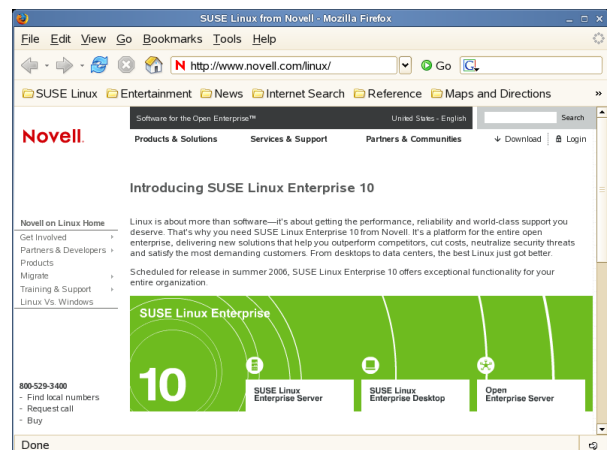 SUSE Linux from Novell - Mozilla Firefox
File Edit View Go Bookmarks Tools Help
N http://www.novell.com/linux/ Go G
SUSE Linux Entertainment News Internet Search Reference Maps and Directions »
Software for the Open Enterprise™ United States - English Search
Novell.
Products & Solutions Services & Support Partners & Communities Download Login
Introducing SUSE Linux Enterprise 10
Novell on Linux Home
Get Involved
Partners & Developers
Products
Migrate
Training & Support
Linux Vs. Windows
Linux is about more than software—it's about getting the performance, reliability and world-class support you
deserve. That's why you need SUSE Linux Enterprise 10 from Novell. It's a platform for the entire open
enterprise, delivering new solutions that help you outperform competitors, cut costs, neutralize security threats
and satisfy the most demanding customers. From desktops to data centers, the best Linux just got better.
Scheduled for release in summer 2006, SUSE Linux Enterprise 10 offers exceptional functionality for your
entire organization.
SUSE Linux Enterprise
10
SUSE Linux
Enterprise Server
SUSE Linux
Enterprise Desktop
Open
Enterprise Server
800-529-3400
- Find local numbers
- Request call
- Buy
Done